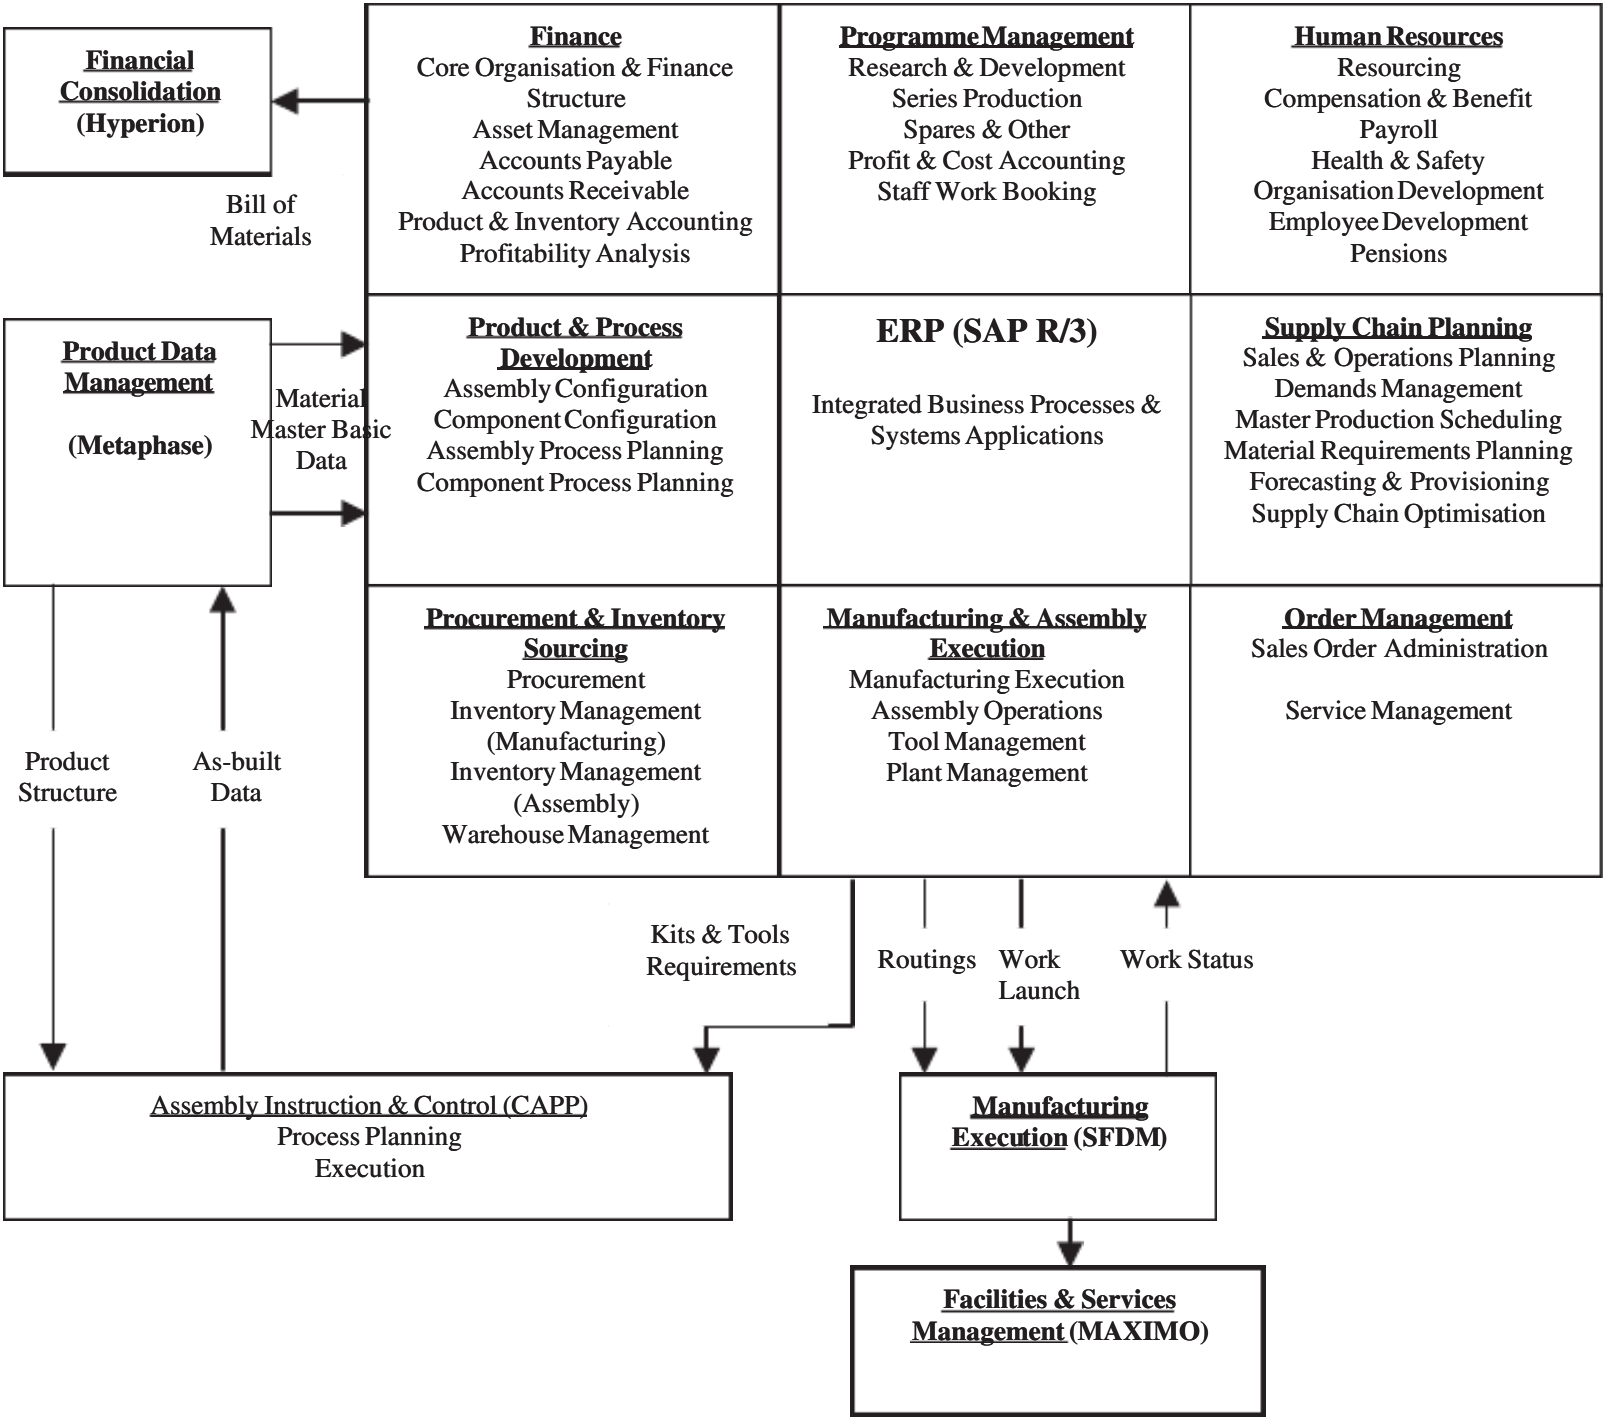 Financial
Consolidation
(Hyperion)
Finance
Core Organisation & Finance
Structure
Asset Management
Accounts Payable
Accounts Receivable
Product & Inventory Accounting
Profitability Analysis
Programme Management
Research & Development
Series Production
Spares & Other
Profit & Cost Accounting
Staff Work Booking
Human Resources
Resourcing
Compensation & Benefit
Payroll
Health & Safety
Organisation Development
Employee Development
Pensions
Bill of
Materials
Product Data
Management
(Metaphase)
Material
Master Basic
Data
Product & Process
Development
Assembly Configuration
Component Configuration
Assembly Process Planning
Component Process Planning
ERP (SAP R/3)
Integrated Business Processes &
Systems Applications
Supply Chain Planning
Sales & Operations Planning
Demands Management
Master Production Scheduling
Material Requirements Planning
Forecasting & Provisioning
Supply Chain Optimisation
Procurement & Inventory
Sourcing
Procurement
Inventory Management
(Manufacturing)
Inventory Management
(Assembly)
Warehouse Management
Manufacturing & Assembly
Execution
Manufacturing Execution
Assembly Operations
Tool Management
Plant Management
Order Management
Sales Order Administration
Service Management
Product
Structure
As-built
Data
Kits & Tools
Requirements
Routings
Work
Launch
Work Status
Assembly Instruction & Control (CAPP)
Process Planning
Execution
Manufacturing
Execution (SFDM)
Facilities & Services
Management (MAXIMO)